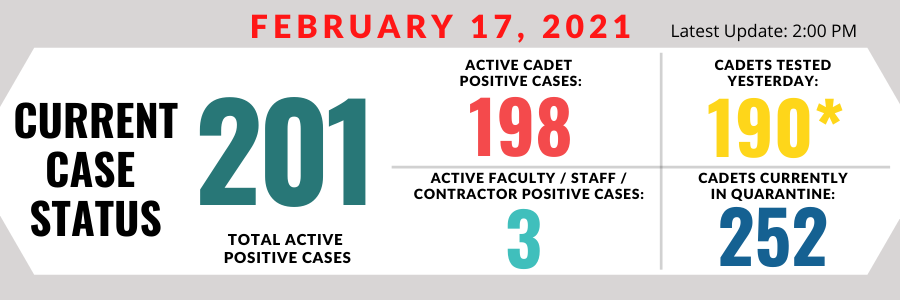 FEBRUARY 17, 2021
Latest Update: 2:00 PM
CURRENT
CASE
STATUS
201
TOTAL ACTIVE
POSITIVE CASES
ACTIVE CADET
POSITIVE CASES:
198
CADETS TESTED
YESTERDAY:
190*
ACTIVE FACULTY / STAFF /
CONTRACTOR POSITIVE CASES:
3
CADETS CURRENTLY
IN QUARANTINE:
252